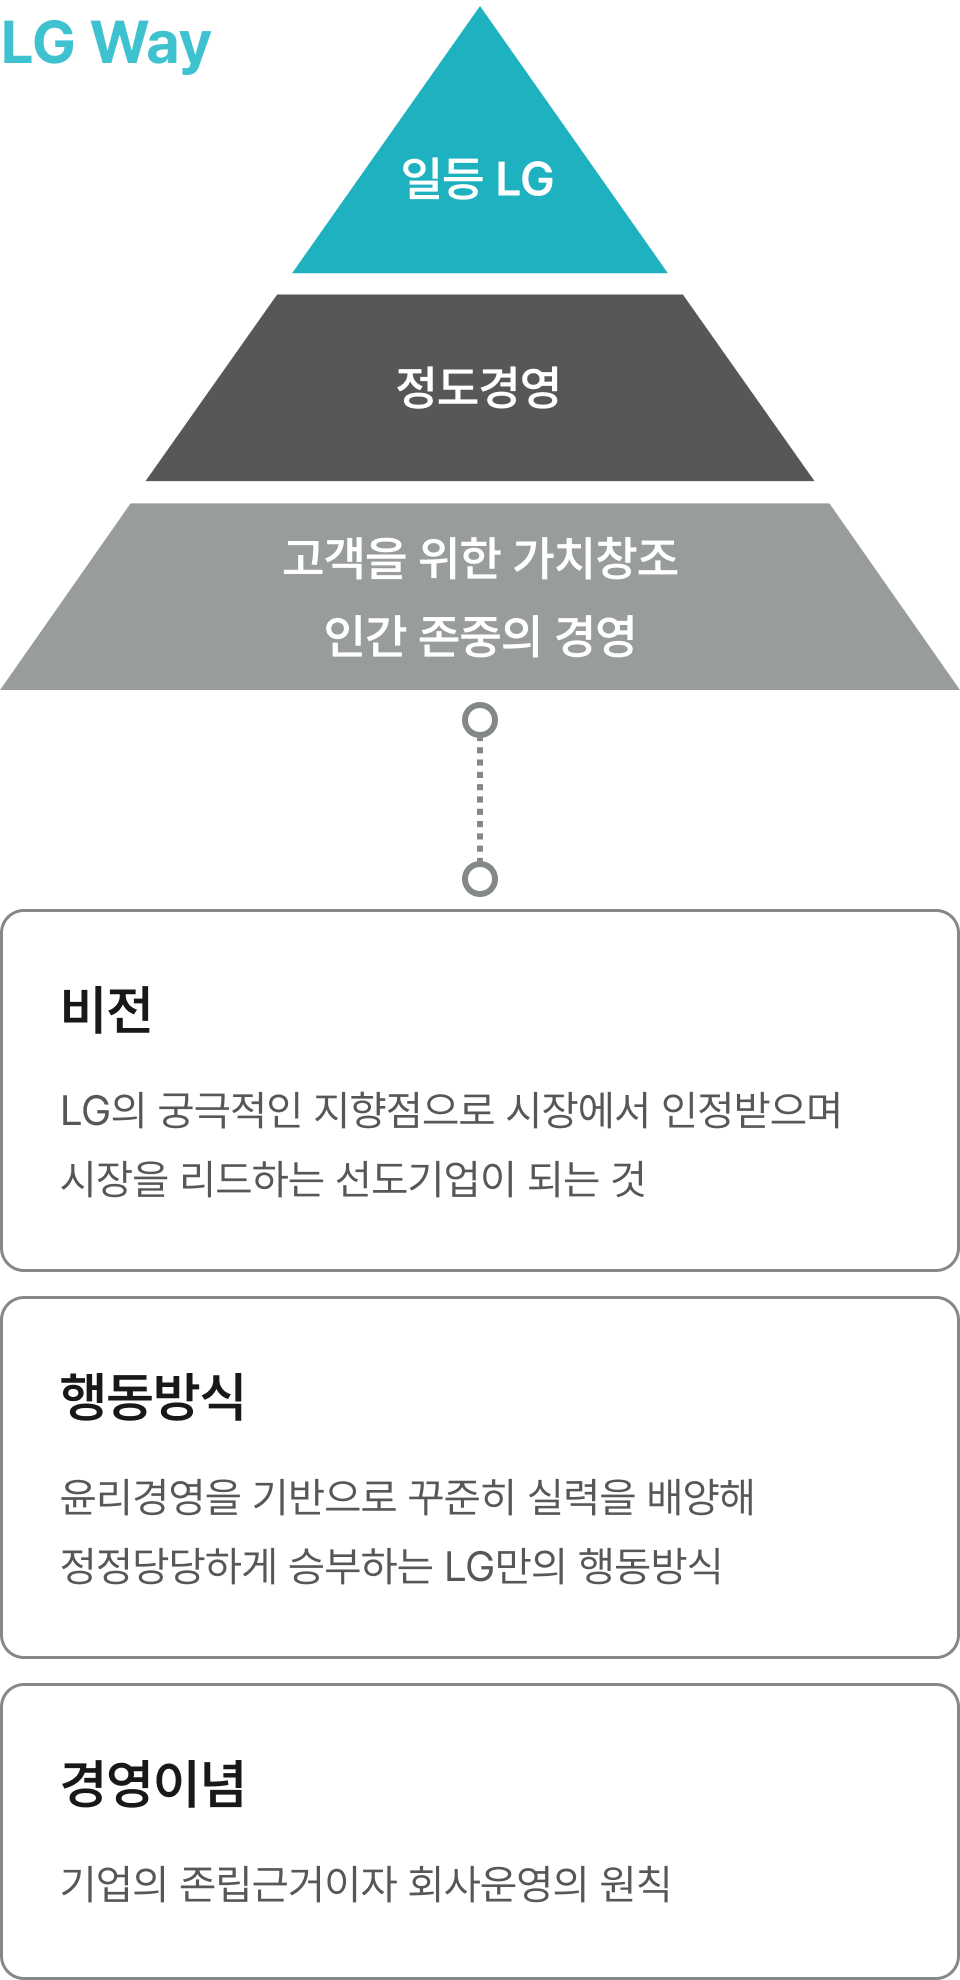 LG Way
일등 LG
정도경영
고객을 위한 가치창조
인간 존중의 경영
비전
LG의 궁극적인 지향점으로 시장에서 인정받으며
시장을 리드하는 선도기업이 되는 것
행동방식
윤리경영을 기반으로 꾸준히 실력을 배양해
정정당당하게 승부하는 LG만의 행동방식
경영이념
기업의 존립근거이자 회사운영의 원칙